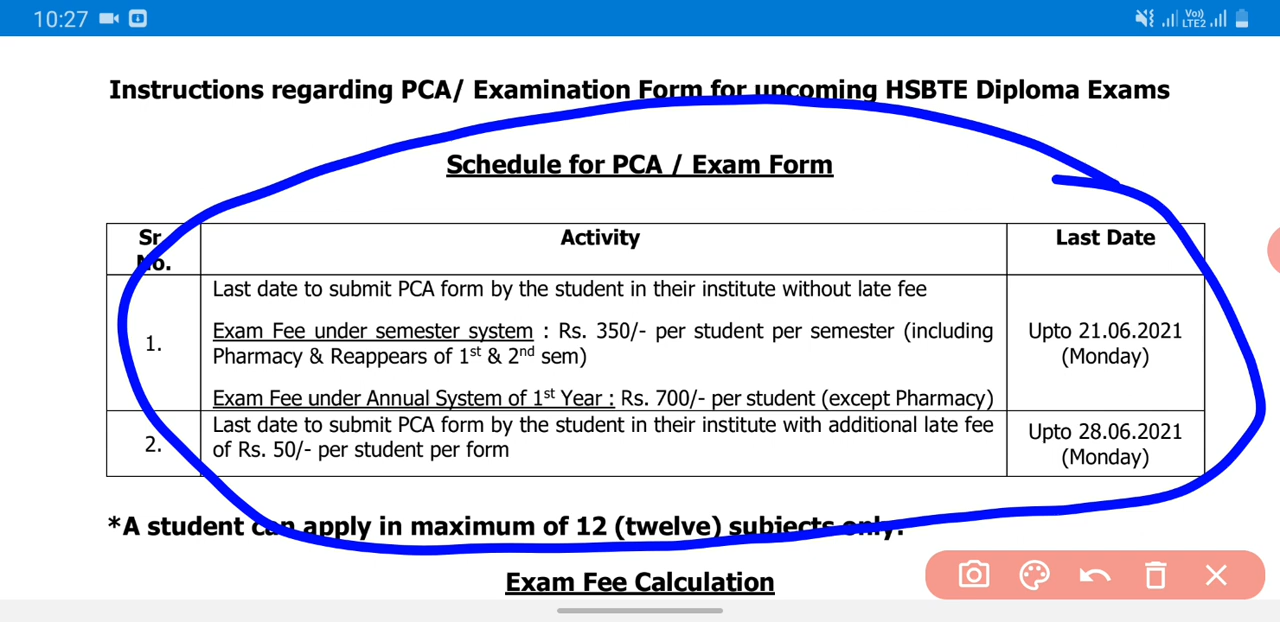 10:27
Vo)) LTE2
Instructions regarding PCA/ Examination Form for upcoming HSBTE Diploma Exams
Schedule for PCA / Exam Form
Sr No. Activity Last Date
1. Last date to submit PCA form by the student in their institute without late fee
Exam Fee under semester system : Rs. 350/- per student per semester (including
Pharmacy & Reappears of 1st & 2nd sem)
Exam Fee under Annual System of 1st Year : Rs. 700/- per student (except Pharmacy)
Upto 21.06.2021
(Monday)
2. Last date to submit PCA form by the student in their institute with additional late fee
of Rs. 50/- per student per form
Upto 28.06.2021
(Monday)
*A student can apply in maximum of 12 (twelve) subjects only.
Exam Fee Calculation